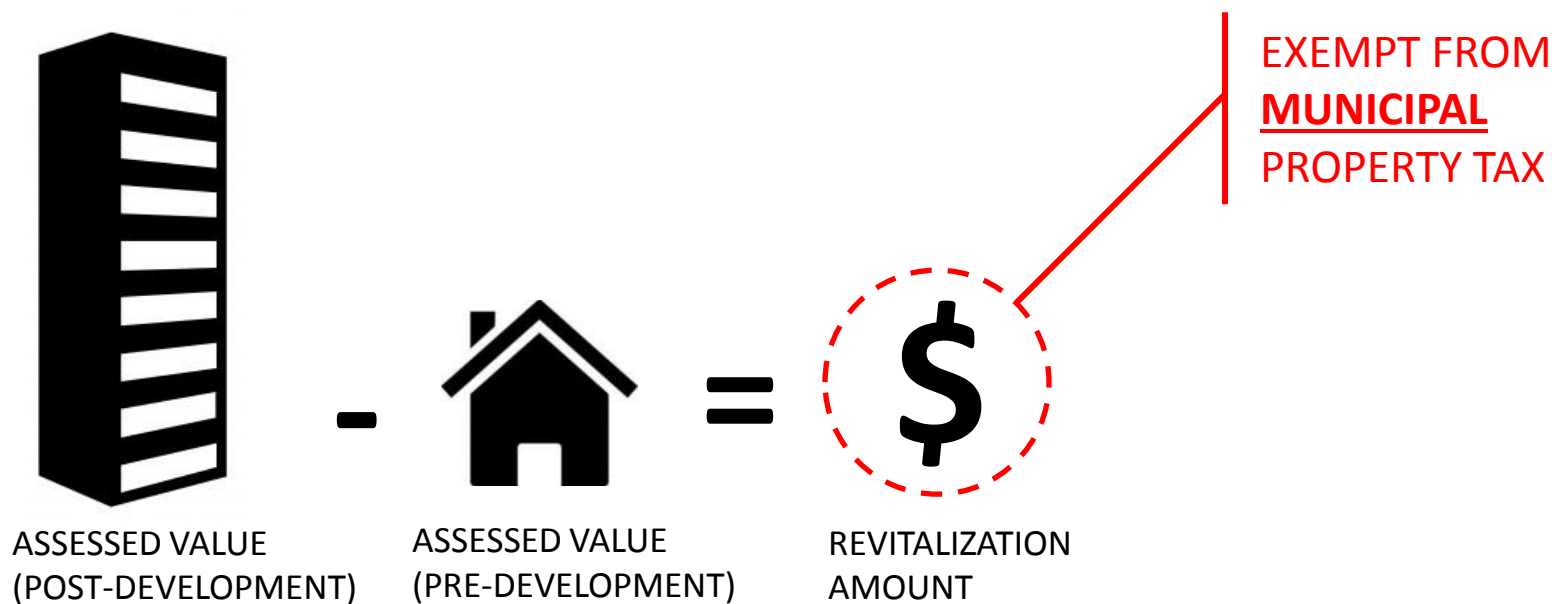 EXEMPT FROM
MUNICIPAL
PROPERTY TAX
- = $
ASSESSED VALUE
(POST-DEVELOPMENT)
ASSESSED VALUE
(PRE-DEVELOPMENT)
REVITALIZATION
AMOUNT